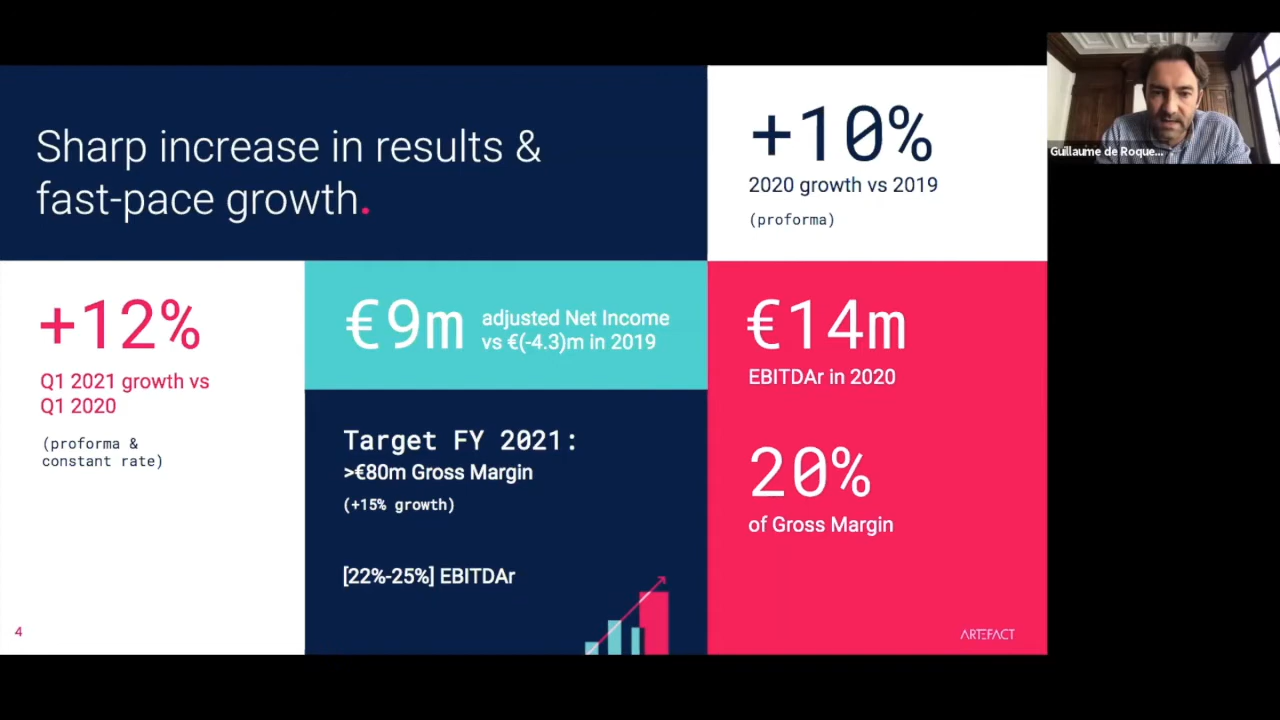 Sharp increase in results &
fast-pace growth.
+10%
2020 growth vs 2019
(proforma)
Guillaume de Roque...
+12%
Q1 2021 growth vs
Q1 2020
(proforma &
constant rate)
€9m
adjusted Net Income
vs €(-4.3)m in 2019
Target FY 2021:
>€80m Gross Margin
(+15% growth)
[22%-25%] EBITDAr
€14m
EBITDAr in 2020
20%
of Gross Margin
4
ARTEFACT